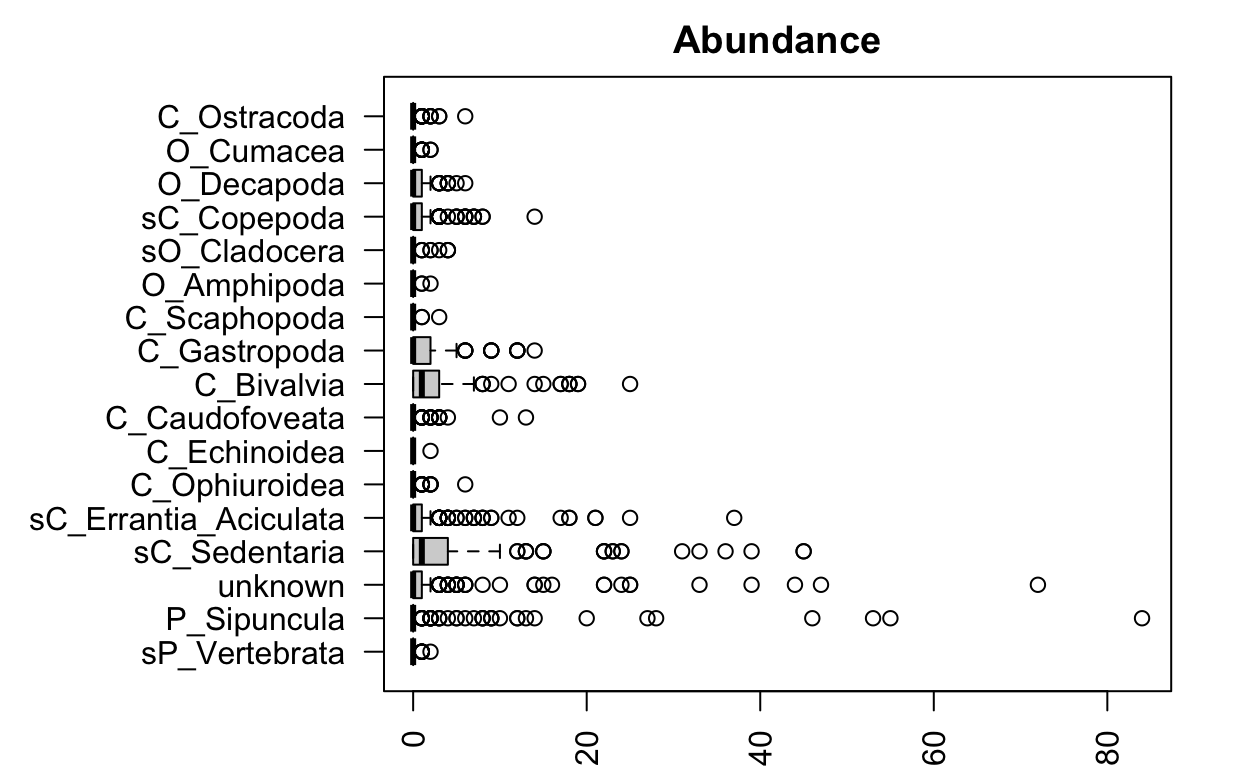 Abundance
C_Ostracoda
O_Cumacea
O_Decapoda
sC_Copepoda
sO_Cladocera
O_Amphipoda
C_Scaphopoda
C_Gastropoda
C_Bivalvia
C_Caudofoveata
C_Echinoidea
C_Ophiuroidea
sC_Errantia_Aciculata
sC_Sedentaria
unknown
P_Sipuncula
sP_Vertebrata
0 20 40 60 80